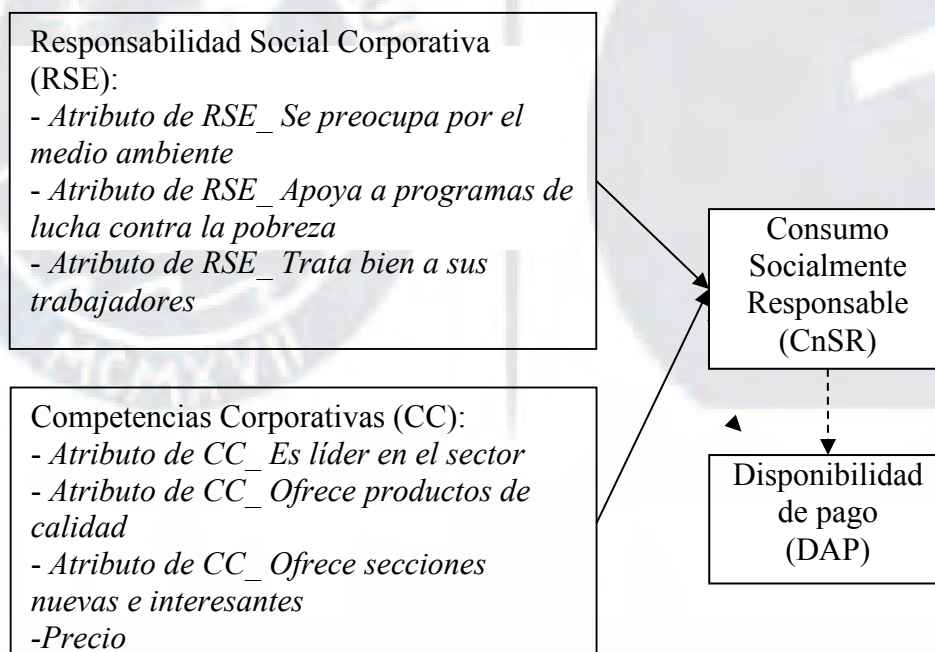 Responsabilidad Social Corporativa
(RSE):
- Atributo de RSE_ Se preocupa por el
medio ambiente
- Atributo de RSE_ Apoya a programas de
lucha contra la pobreza
- Atributo de RSE_ Trata bien a sus
trabajadores
MCMXVII
Competencias Corporativas (CC):
- Atributo de CC_ Es líder en el sector
- Atributo de CC_ Ofrece productos de
calidad
- Atributo de CC_ Ofrece secciones
nuevas e interesantes
-Precio
Consumo
Socialmente
Responsable
(CnSR)
Disponibilidad
de pago
(DAP)